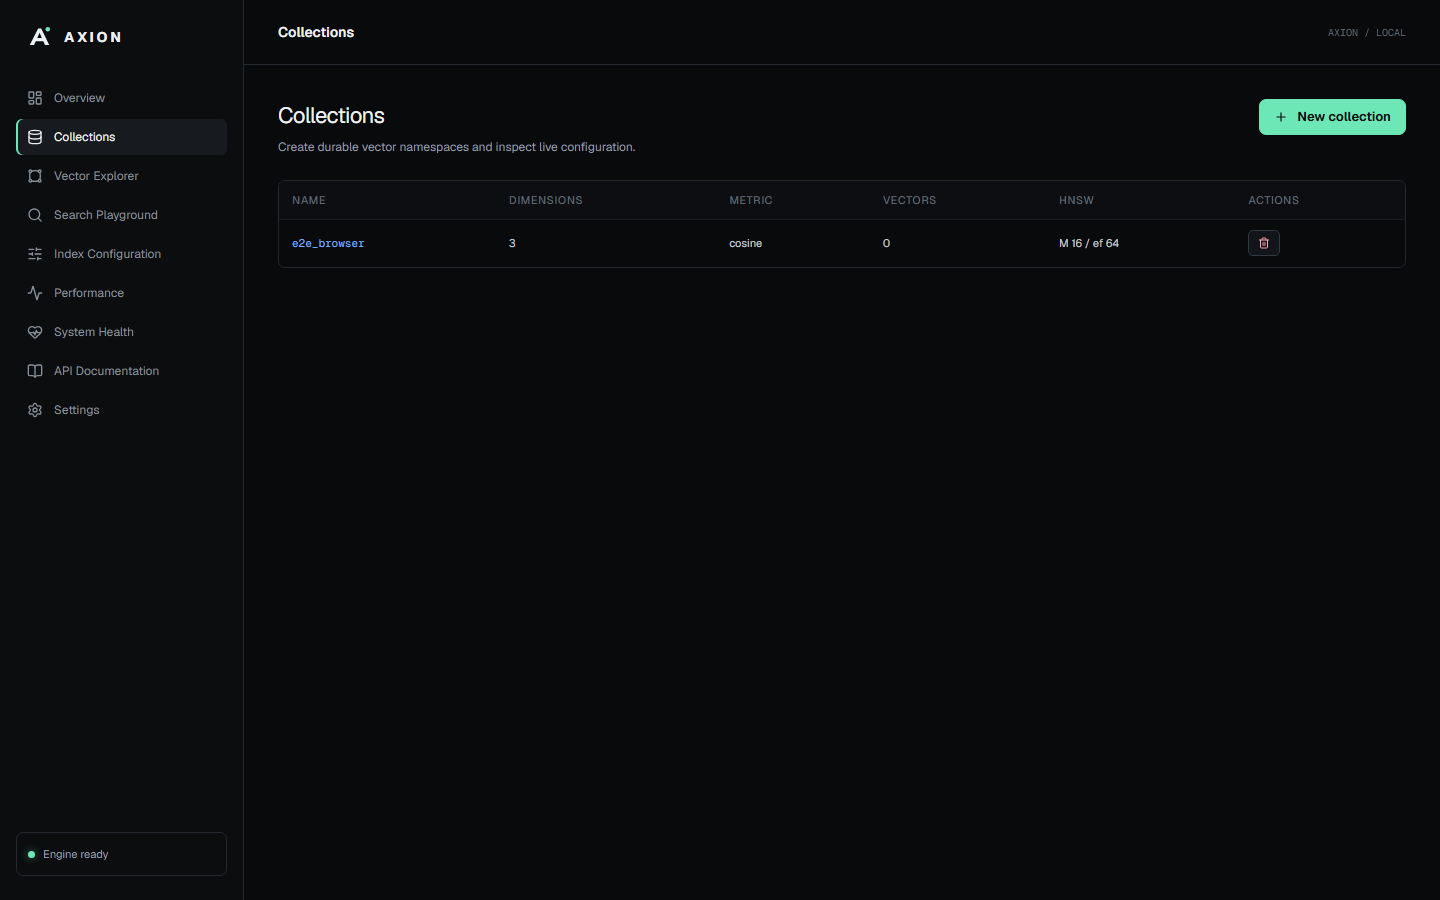 AXION
Collections
AXION / LOCAL
Overview
Collections
Vector Explorer
Search Playground
Index Configuration
Performance
System Health
API Documentation
Settings
Engine ready
Collections
New collection
Create durable vector namespaces and inspect live configuration.
NAME DIMENSIONS METRIC VECTORS HNSW ACTIONS
e2e_browser 3 cosine 0 M 16 / ef 64